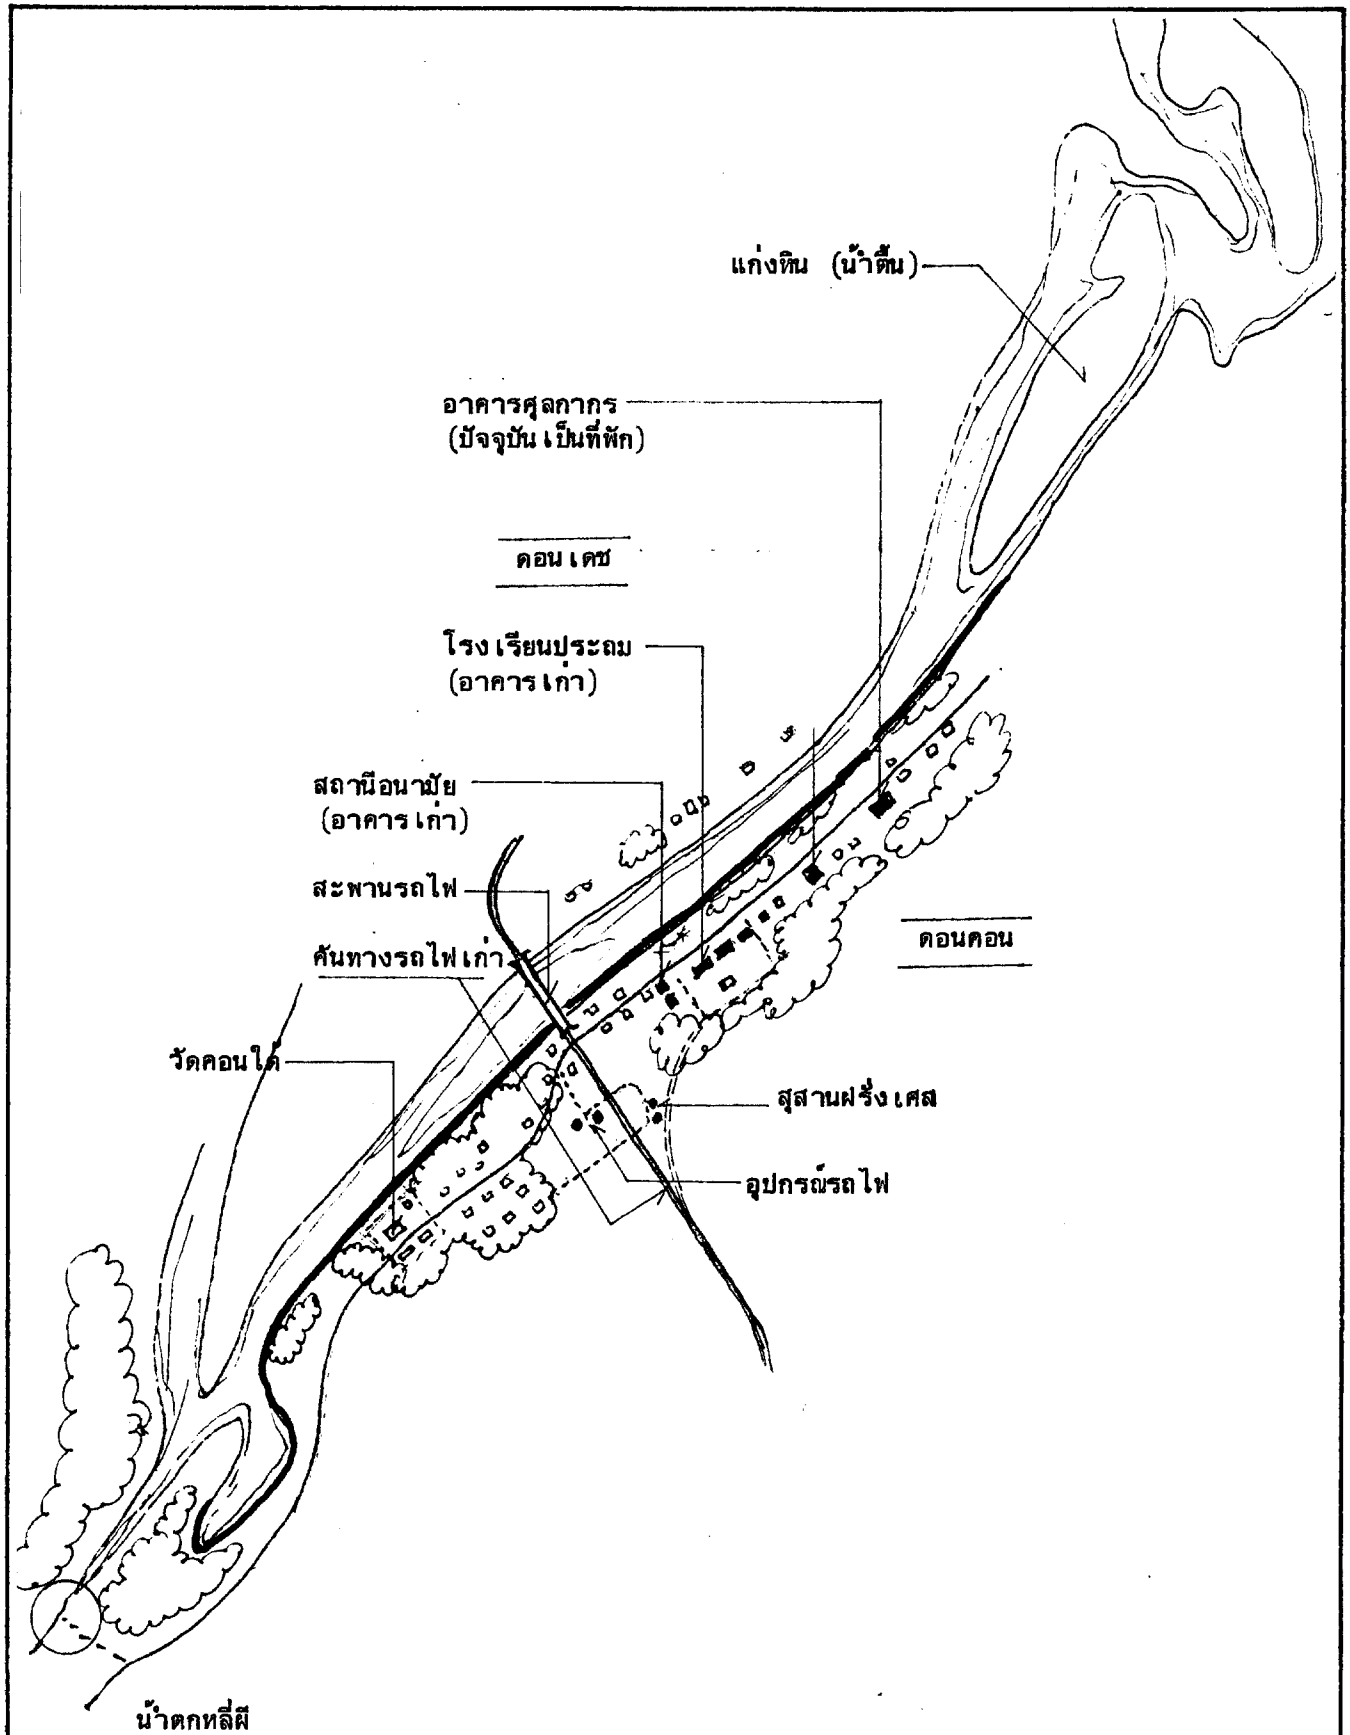 แก่งหิน (น้ำตื้น)
อาคารศุลกากร
(ปัจจุบันเป็นที่พัก)
ดอนเดช
โรงเรียนประถม
(อาคารเก่า)
สถานีอนามัย
(อาคารเก่า)
สะพานรถไฟ
ดอนคอน
คันทางรถไฟเก่า
วัดคอนใต้
สุสานฝรั่งเศส
อุปกรณ์รถไฟ
น้ำตกหลี่ผี